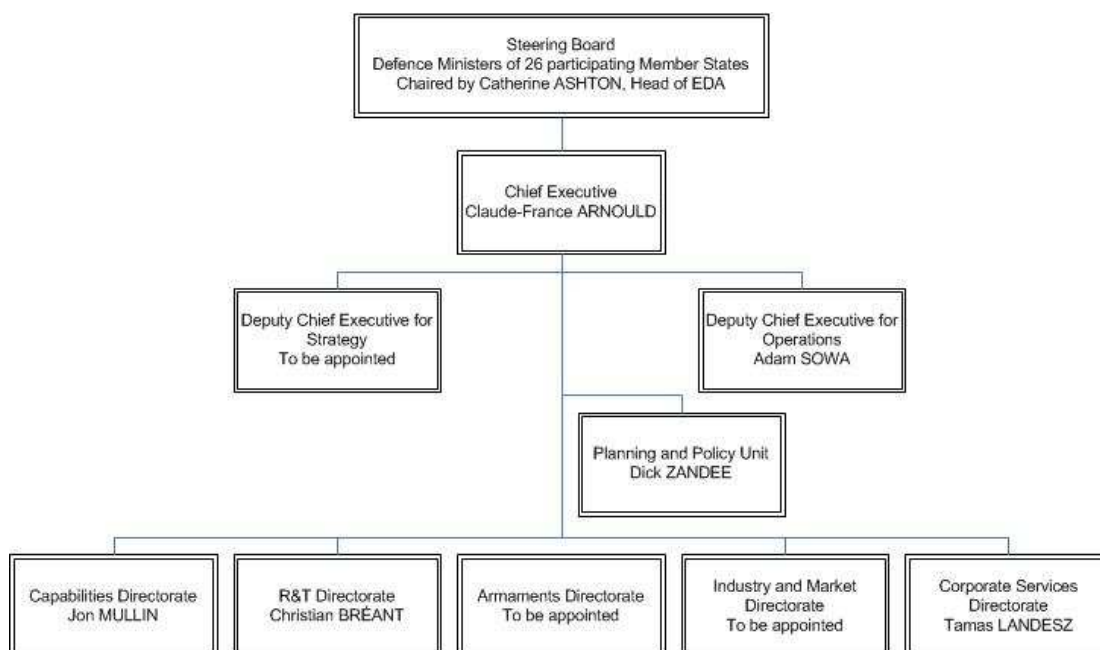 Steering Board
Defence Ministers of 26 participating Member States
Chaired by Catherine ASHTON, Head of EDA
Chief Executive
Claude-France ARNOULD
Deputy Chief Executive for
Strategy
To be appointed
Deputy Chief Executive for
Operations
Adam SOWA
Planning and Policy Unit
Dick ZANDEE
Capabilities Directorate
Jon MULLIN
R&T Directorate
Christian BRÉANT
Armaments Directorate
To be appointed
Industry and Market
Directorate
To be appointed
Corporate Services
Directorate
Tamas LANDESZ